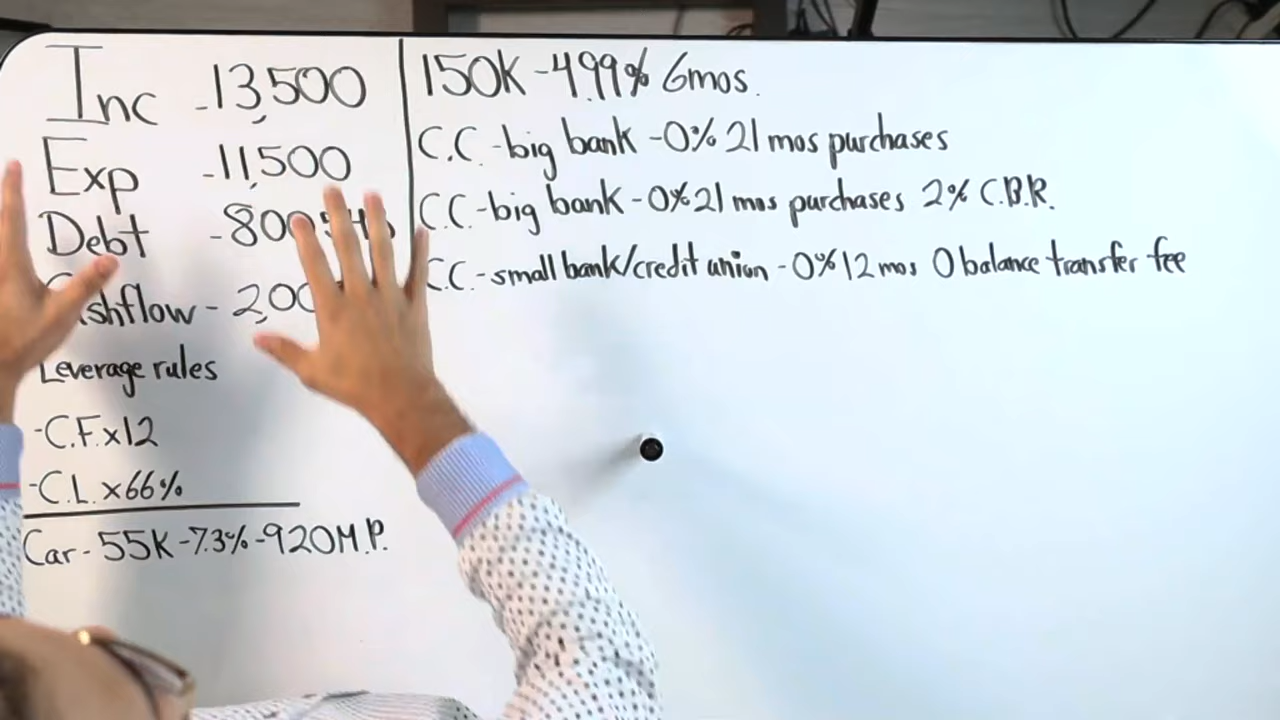 Inc - 13,500
Exp - 11,500
Debt - 800
Cashflow - 2,00
Leverage rules
- C.F. x12
- C.L. x66%
Car - 55K - 7.3% - 920 M.P.
150K - 4.99% 6mos.
C.C. - big bank - 0% 21 mos purchases
C.C. - big bank - 0% 21 mos purchases 2% C.B.R.
C.C. - small bank/credit union - 0% 12 mos 0 balance transfer fee